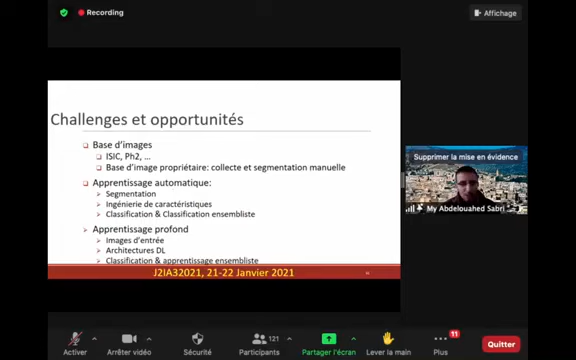 Recording
Affichage
Challenges et opportunités
Base d'images
ISIC, Ph2, ...
Base d'image propriétaire: collecte et segmentation manuelle
Apprentissage automatique:
Segmentation
Ingénierie de caractéristiques
Classification & Classification ensembliste
Apprentissage profond
Images d'entrée
Architectures DL
Classification & apprentissage ensembliste
J2IA32021, 21-22 Janvier 2021
Supprimer la mise en évidence
My Abdelouahed Sabri
121
11
Activer
Arrêter vidéo
Sécurité
Participants
Partager l'écran
Lever la main
Plus
Quitter